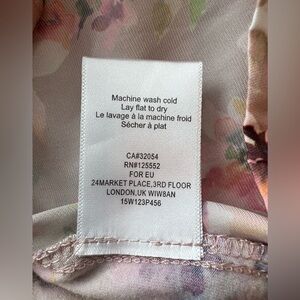 Machine wash cold
Lay flat to dry
Le lavage à la machine froid
Sécher à plat
CA#32054
RN#125552
FOR EU
24MARKET PLACE,3RD FLOOR
LONDON,UK WIW8AN
15W123P456